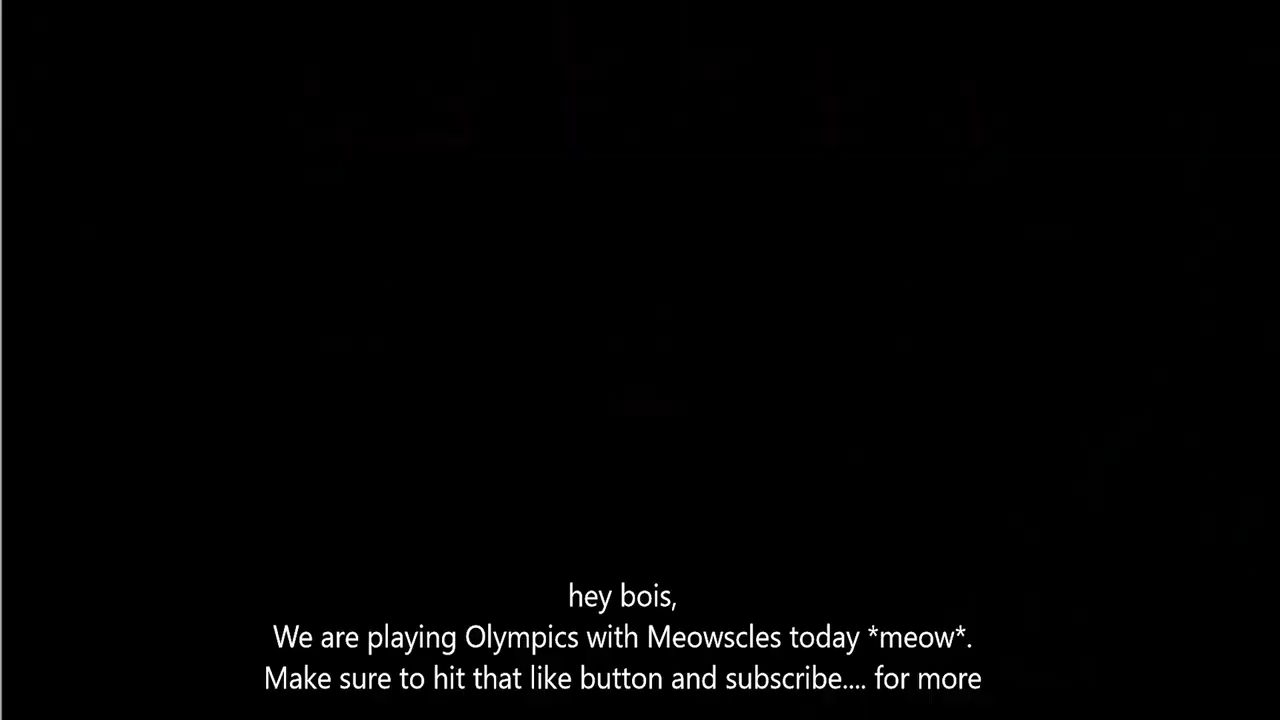 hey bois,
We are playing Olympics with Meowscles today *meow*.
Make sure to hit that like button and subscribe.... for more